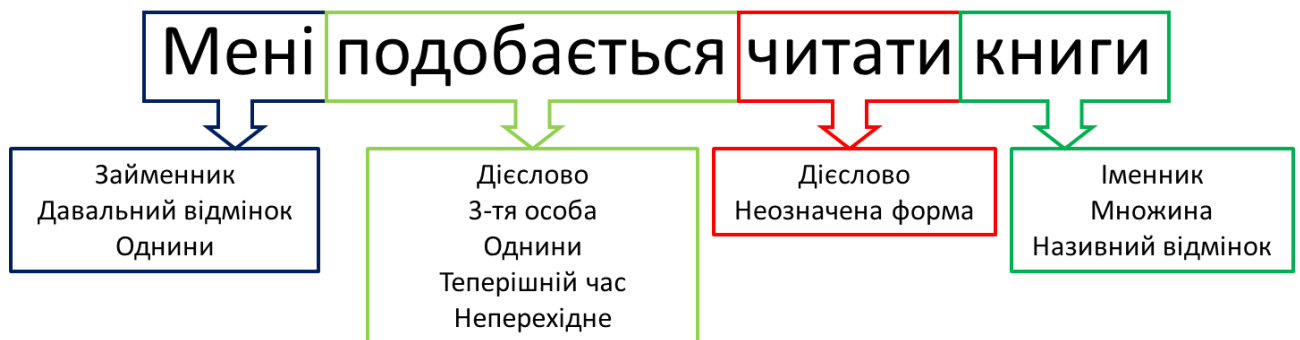 Мені подобається читати книги
Займенник
Давальний відмінок
Однини
Дієслово
3-тя особа
Однини
Теперішній час
Неперехідне
Дієслово
Неозначена форма
Іменник
Множина
Називний відмінок